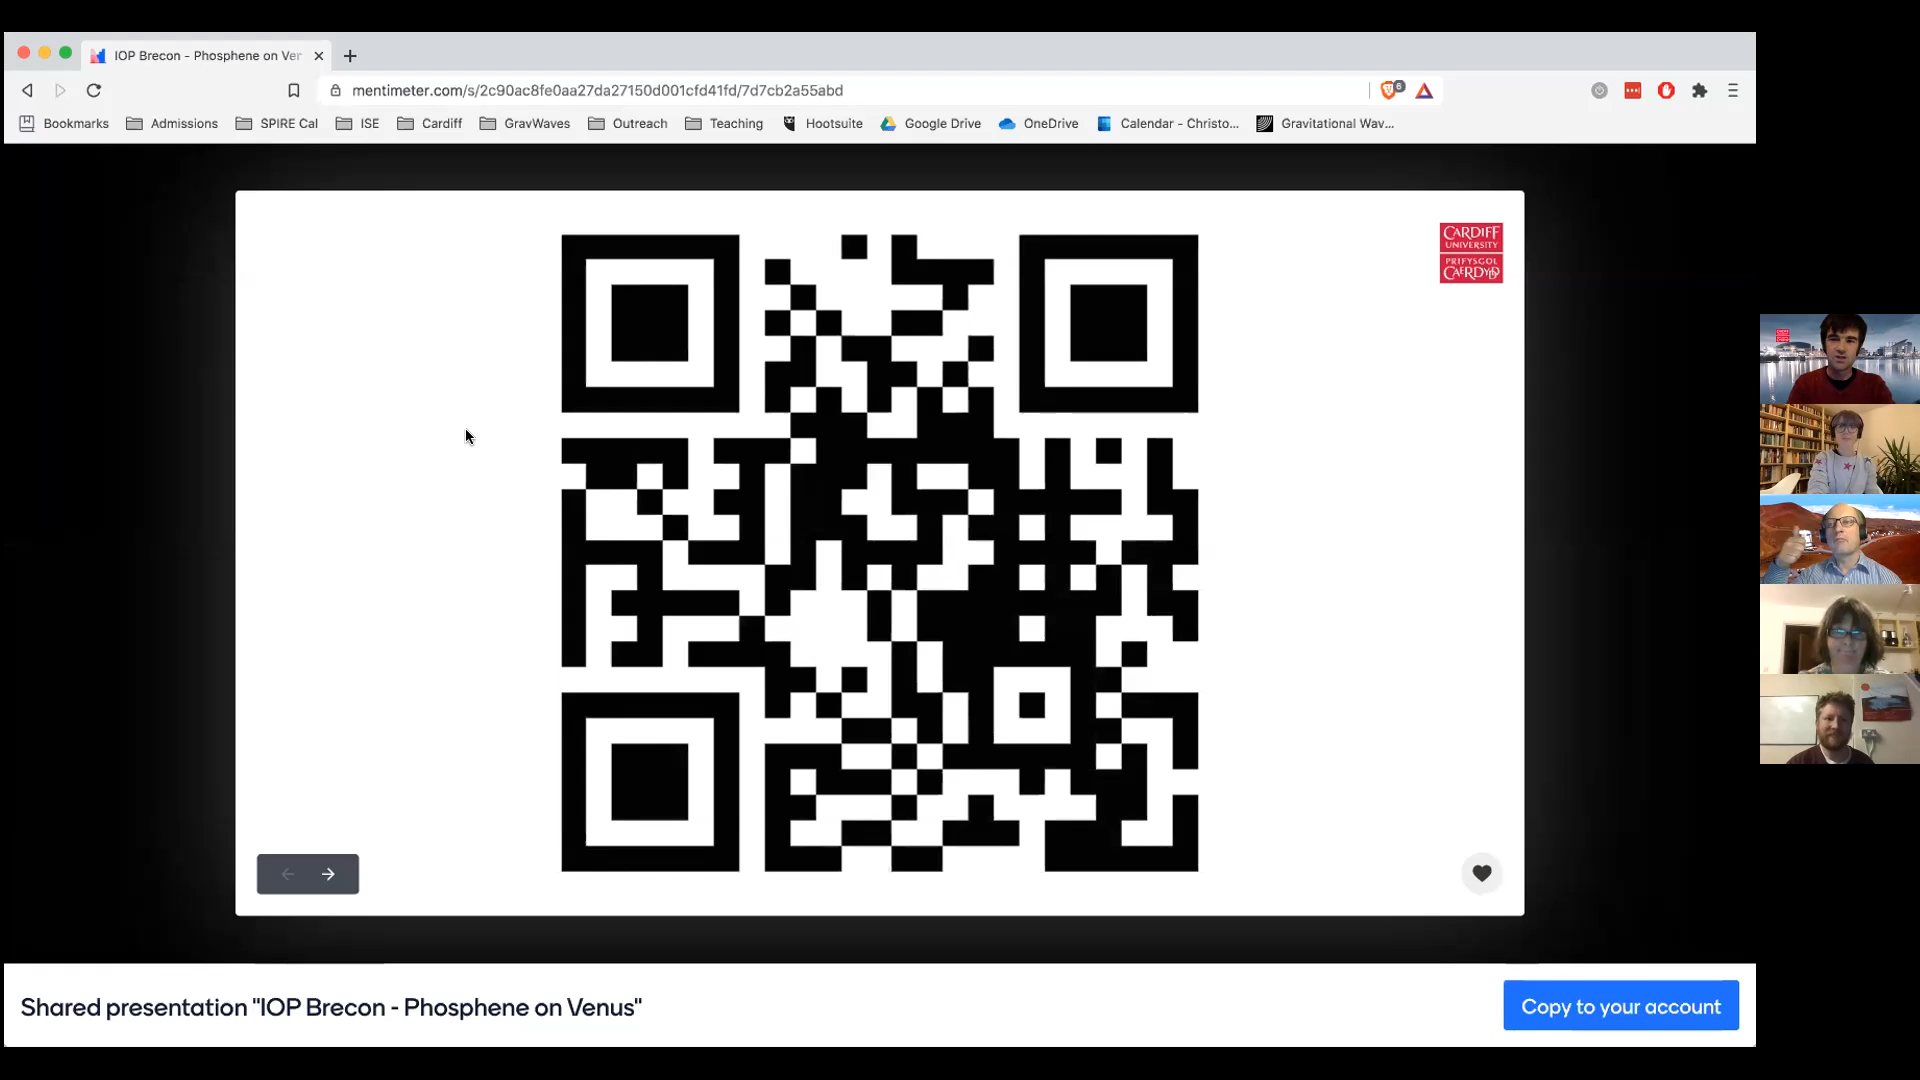 IOP Brecon - Phosphene on Ver
mentimeter.com/s/2c90ac8fe0aa27da27150d001cfd41fd/7d7cb2a55abd
6
Bookmarks Admissions SPIRE Cal ISE Cardiff GravWaves Outreach Teaching Hootsuite Google Drive OneDrive Calendar - Christo... Gravitational Wav...
CARDIFF
UNIVERSITY
PRIFYSGOL
CAERDYDD
Shared presentation "IOP Brecon - Phosphene on Venus"
Copy to your account